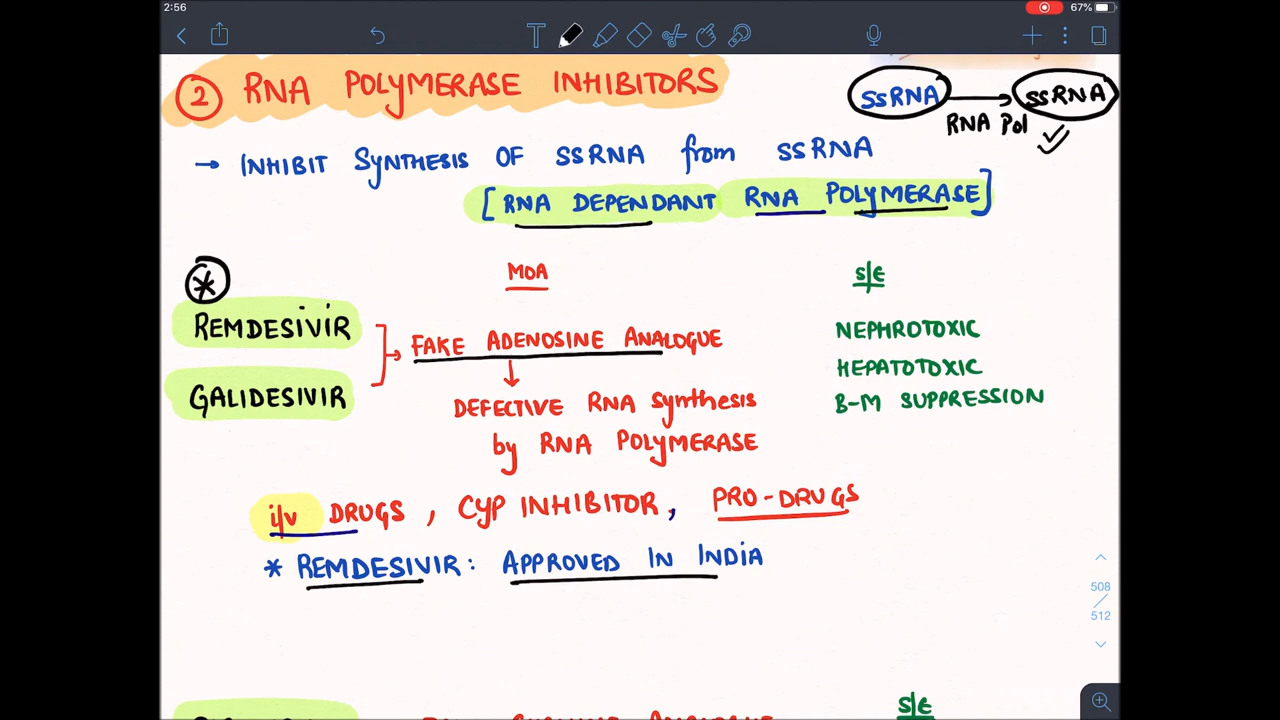 2:56
67%
T
2 RNA POLYMERASE INHIBITORS
ssRNA → ssRNA
RNA Pol
→ INHIBIT SYNTHESIS OF SSRNA from SSRNA
[RNA DEPENDANT RNA POLYMERASE]
* MOA S/E
REMDESIVIR
GALIDESIVIR
→ FAKE ADENOSINE ANALOGUE
↓
DEFECTIVE RNA Synthesis
by RNA POLYMERASE
NEPHROTOXIC
HEPATOTOXIC
B-M SUPPRESSION
i/v DRUGS, CYP INHIBITOR, PRO-DRUGS
* REMDESIVIR: APPROVED IN INDIA
508
/
512
S/E